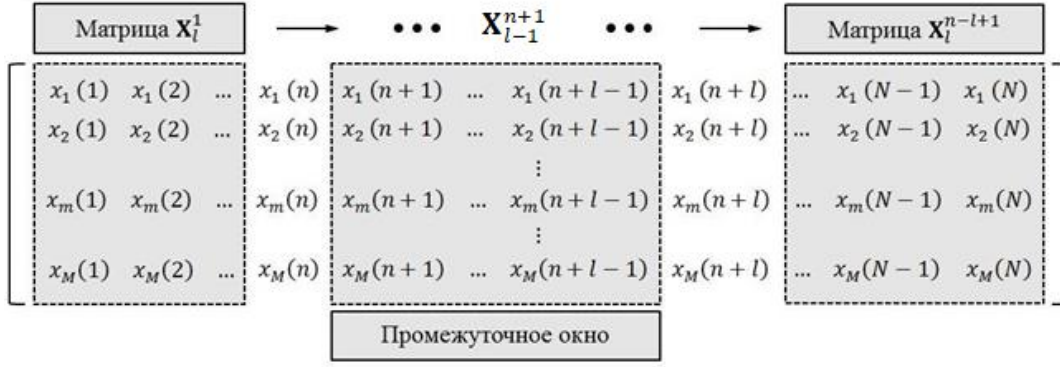 Матрица X_l^1 → ••• X_{l-1}^{n+1} ••• → Матрица X_l^{n-l+1}
x_1(1) x_1(2) ... x_1(n) x_1(n+1) ... x_1(n+l−1) x_1(n+l) ... x_1(N−1) x_1(N)
x_2(1) x_2(2) ... x_2(n) x_2(n+1) ... x_2(n+l−1) x_2(n+l) ... x_2(N−1) x_2(N)
⋮
x_m(1) x_m(2) ... x_m(n) x_m(n+1) ... x_m(n+l−1) x_m(n+l) ... x_m(N−1) x_m(N)
⋮
x_M(1) x_M(2) ... x_M(n) x_M(n+1) ... x_M(n+l−1) x_M(n+l) ... x_M(N−1) x_M(N)
Промежуточное окно